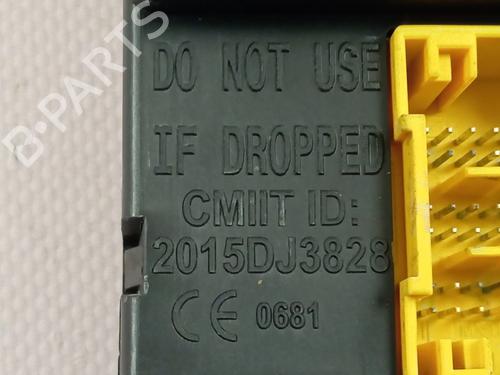 DO NOT USE
IF DROPPED
CMIIT ID:
2015DJ3828
CE 0681
B-PARTS